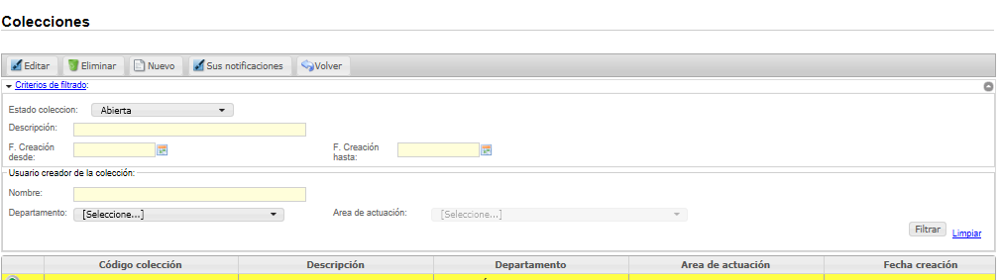 Colecciones
Editar Eliminar Nuevo Sus notificaciones Volver
Criterios de filtrado:
Estado coleccion: Abierta
Descripción:
F. Creación desde: F. Creación hasta:
Usuario creador de la colección:
Nombre:
Departamento: [Seleccione...] Area de actuación: [Seleccione...]
Filtrar Limpiar
Código colección Descripción Departamento Area de actuación Fecha creación